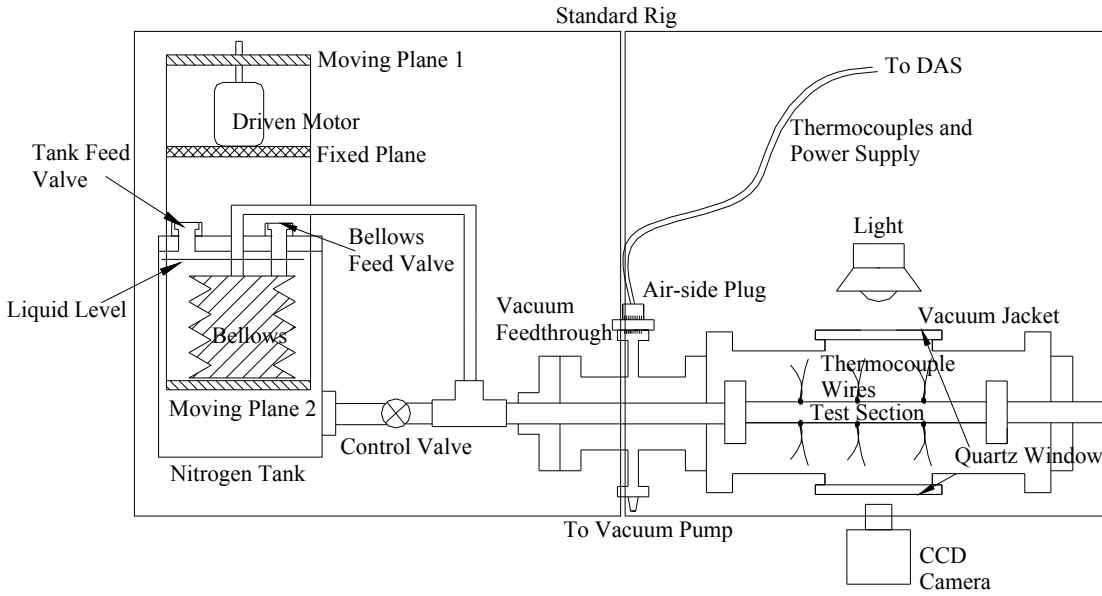 Standard Rig
Moving Plane 1
To DAS
Driven Motor
Thermocouples and
Power Supply
Tank Feed
Valve
Fixed Plane
Bellows
Feed Valve
Light
Liquid Level
Vacuum
Feedthrough
Air-side Plug
Vacuum Jacket
Bellows
Thermocouple
Wires
Moving Plane 2
Test Section
Control Valve
Quartz Window
Nitrogen Tank
To Vacuum Pump
CCD
Camera